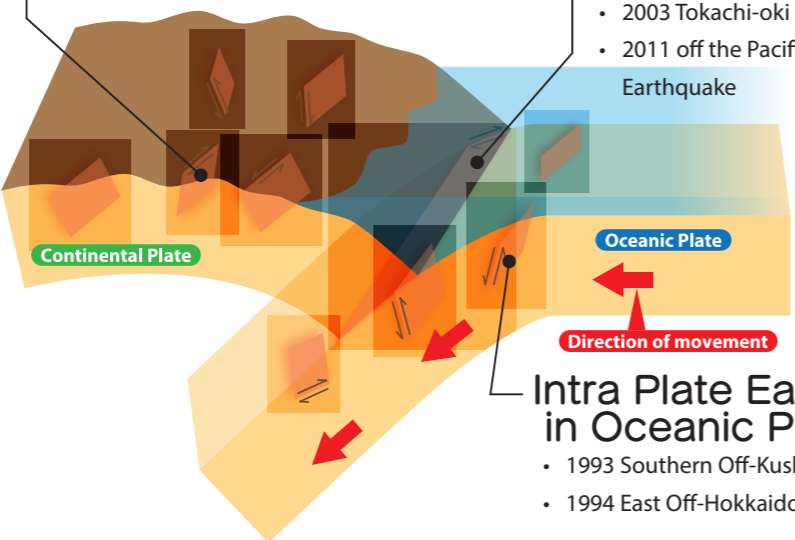 • 2003 Tokachi-oki
• 2011 off the Pacif
Earthquake
Continental Plate
Oceanic Plate
Direction of movement
Intra Plate Ea
in Oceanic P
• 1993 Southern Off-Kush
• 1994 East Off-Hokkaido